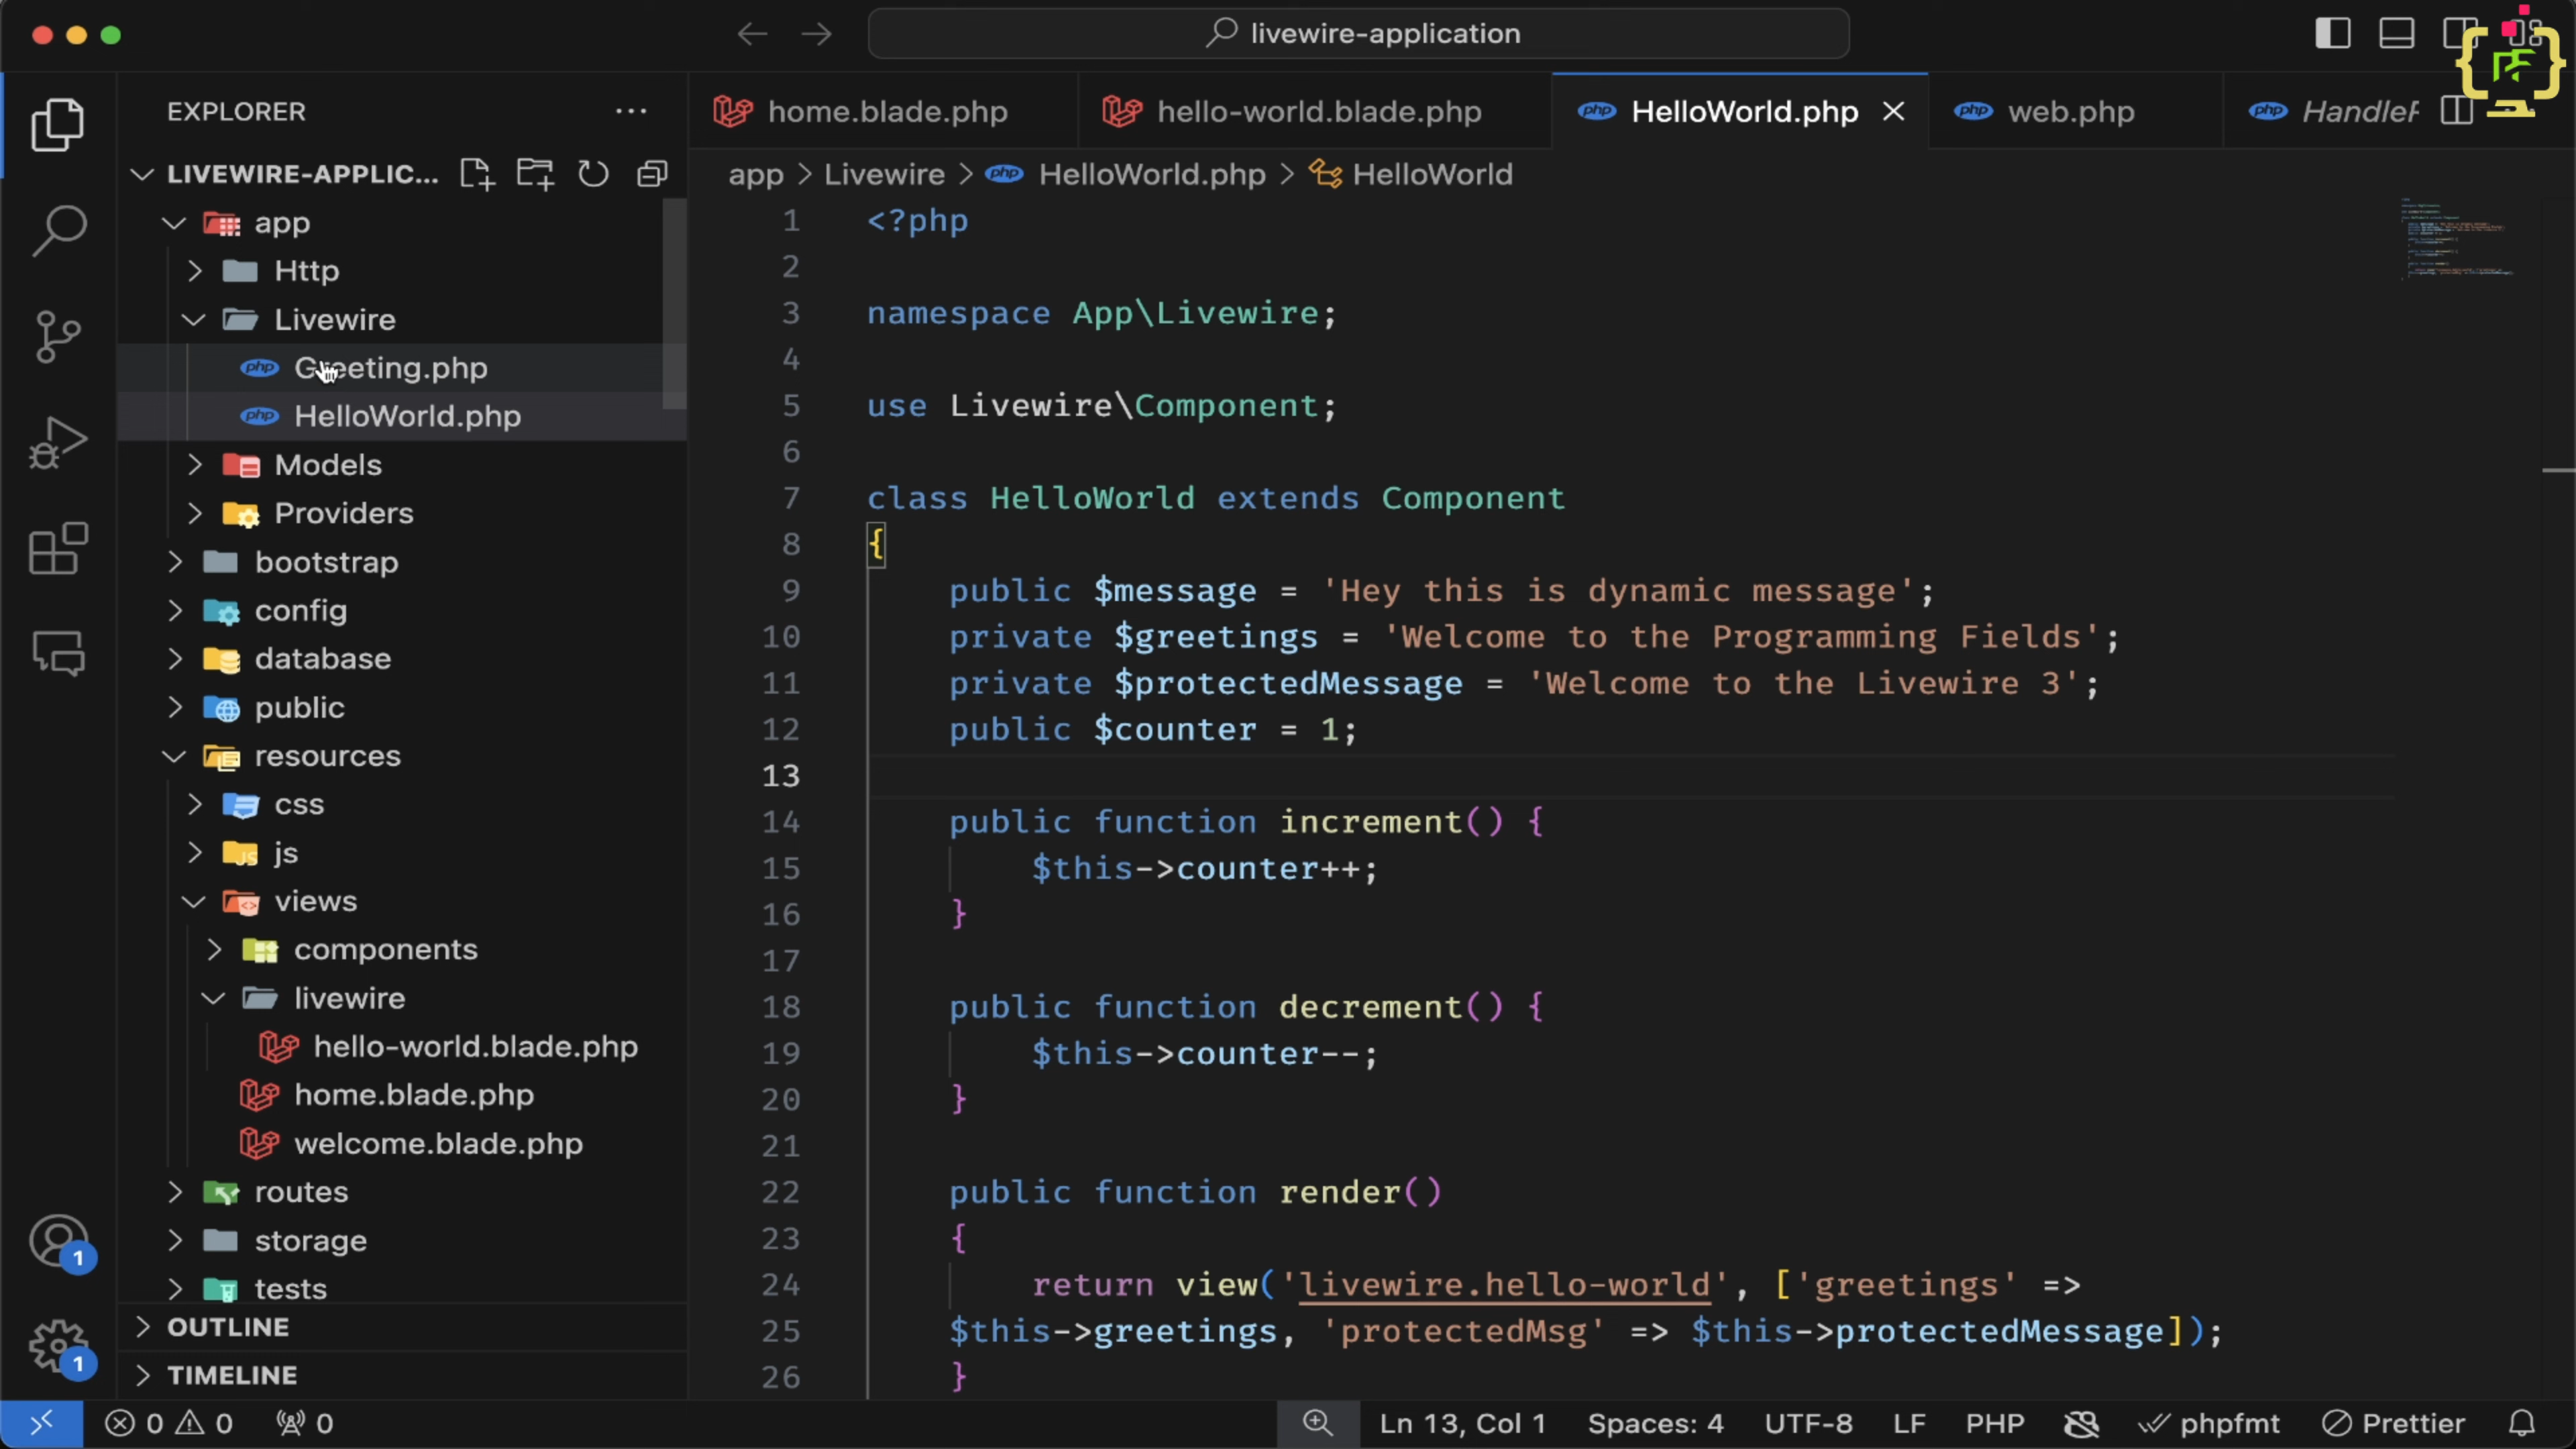 livewire-application
EXPLORER
LIVEWIRE-APPLIC...
app
Http
Livewire
Greeting.php
HelloWorld.php
Models
Providers
bootstrap
config
database
public
resources
css
js
views
components
livewire
hello-world.blade.php
home.blade.php
welcome.blade.php
routes
storage
tests
OUTLINE
TIMELINE
home.blade.php
hello-world.blade.php
HelloWorld.php
web.php
app > Livewire > HelloWorld.php > HelloWorld
1 <?php
2
3 namespace App\Livewire;
4
5 use Livewire\Component;
6
7 class HelloWorld extends Component
8 {
9 public $message = 'Hey this is dynamic message';
10 private $greetings = 'Welcome to the Programming Fields';
11 private $protectedMessage = 'Welcome to the Livewire 3';
12 public $counter = 1;
13
14 public function increment() {
15 $this->counter++;
16 }
17
18 public function decrement() {
19 $this->counter--;
20 }
21
22 public function render()
23 {
24 return view('livewire.hello-world', ['greetings' =>
25 $this->greetings, 'protectedMsg' => $this->protectedMessage]);
26 }
1
1
0 0 0
Ln 13, Col 1 Spaces: 4 UTF-8 LF PHP phpfmt Prettier